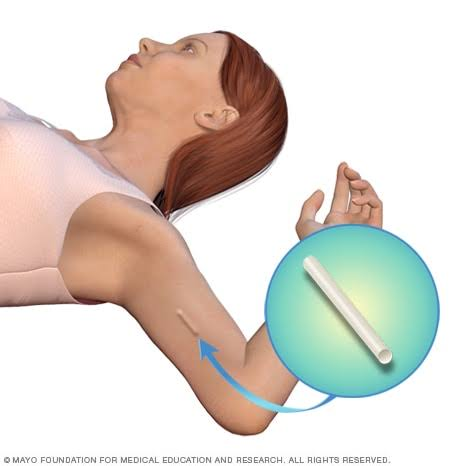 © MAYO FOUNDATION FOR MEDICAL EDUCATION AND RESEARCH. ALL RIGHTS RESERVED.